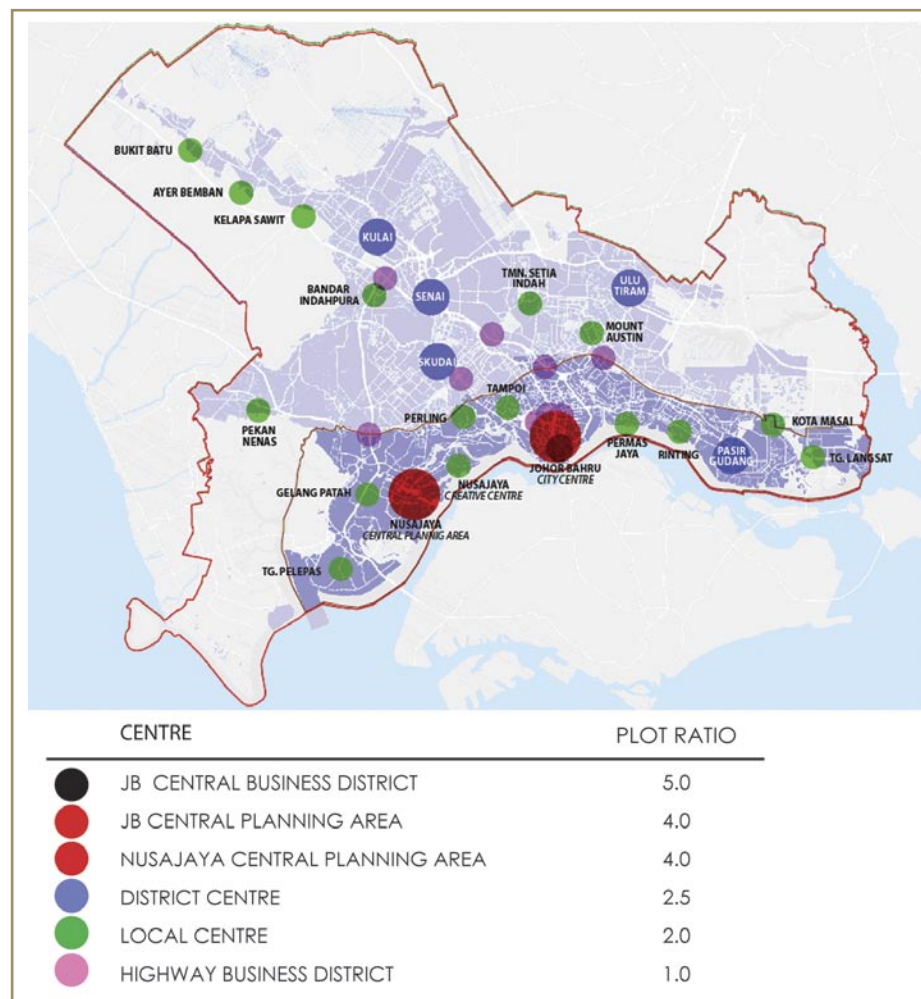 BUKIT BATU
AYER BEMBAN
KELAPA SAWIT
KULAI
BANDAR
INDAHPURA
SENAI
TMN. SETIA
INDAH
ULU
TIRAM
MOUNT
AUSTIN
SKUDAI
TAMPOI
PERLING
PEKAN
NENAS
KOTA MASAI
PERMAS
JAYA
RINTING
PASIR
GUDANG
TG. LANGSAT
JOHOR BAHRU
CITY CENTRE
NUSAJAYA
CREATIVE CENTRE
GELANG PATAH
NUSAJAYA
CENTRAL PLANNIG AREA
TG. PELEPAS
CENTRE PLOT RATIO
JB CENTRAL BUSINESS DISTRICT 5.0
JB CENTRAL PLANNING AREA 4.0
NUSAJAYA CENTRAL PLANNING AREA 4.0
DISTRICT CENTRE 2.5
LOCAL CENTRE 2.0
HIGHWAY BUSINESS DISTRICT 1.0